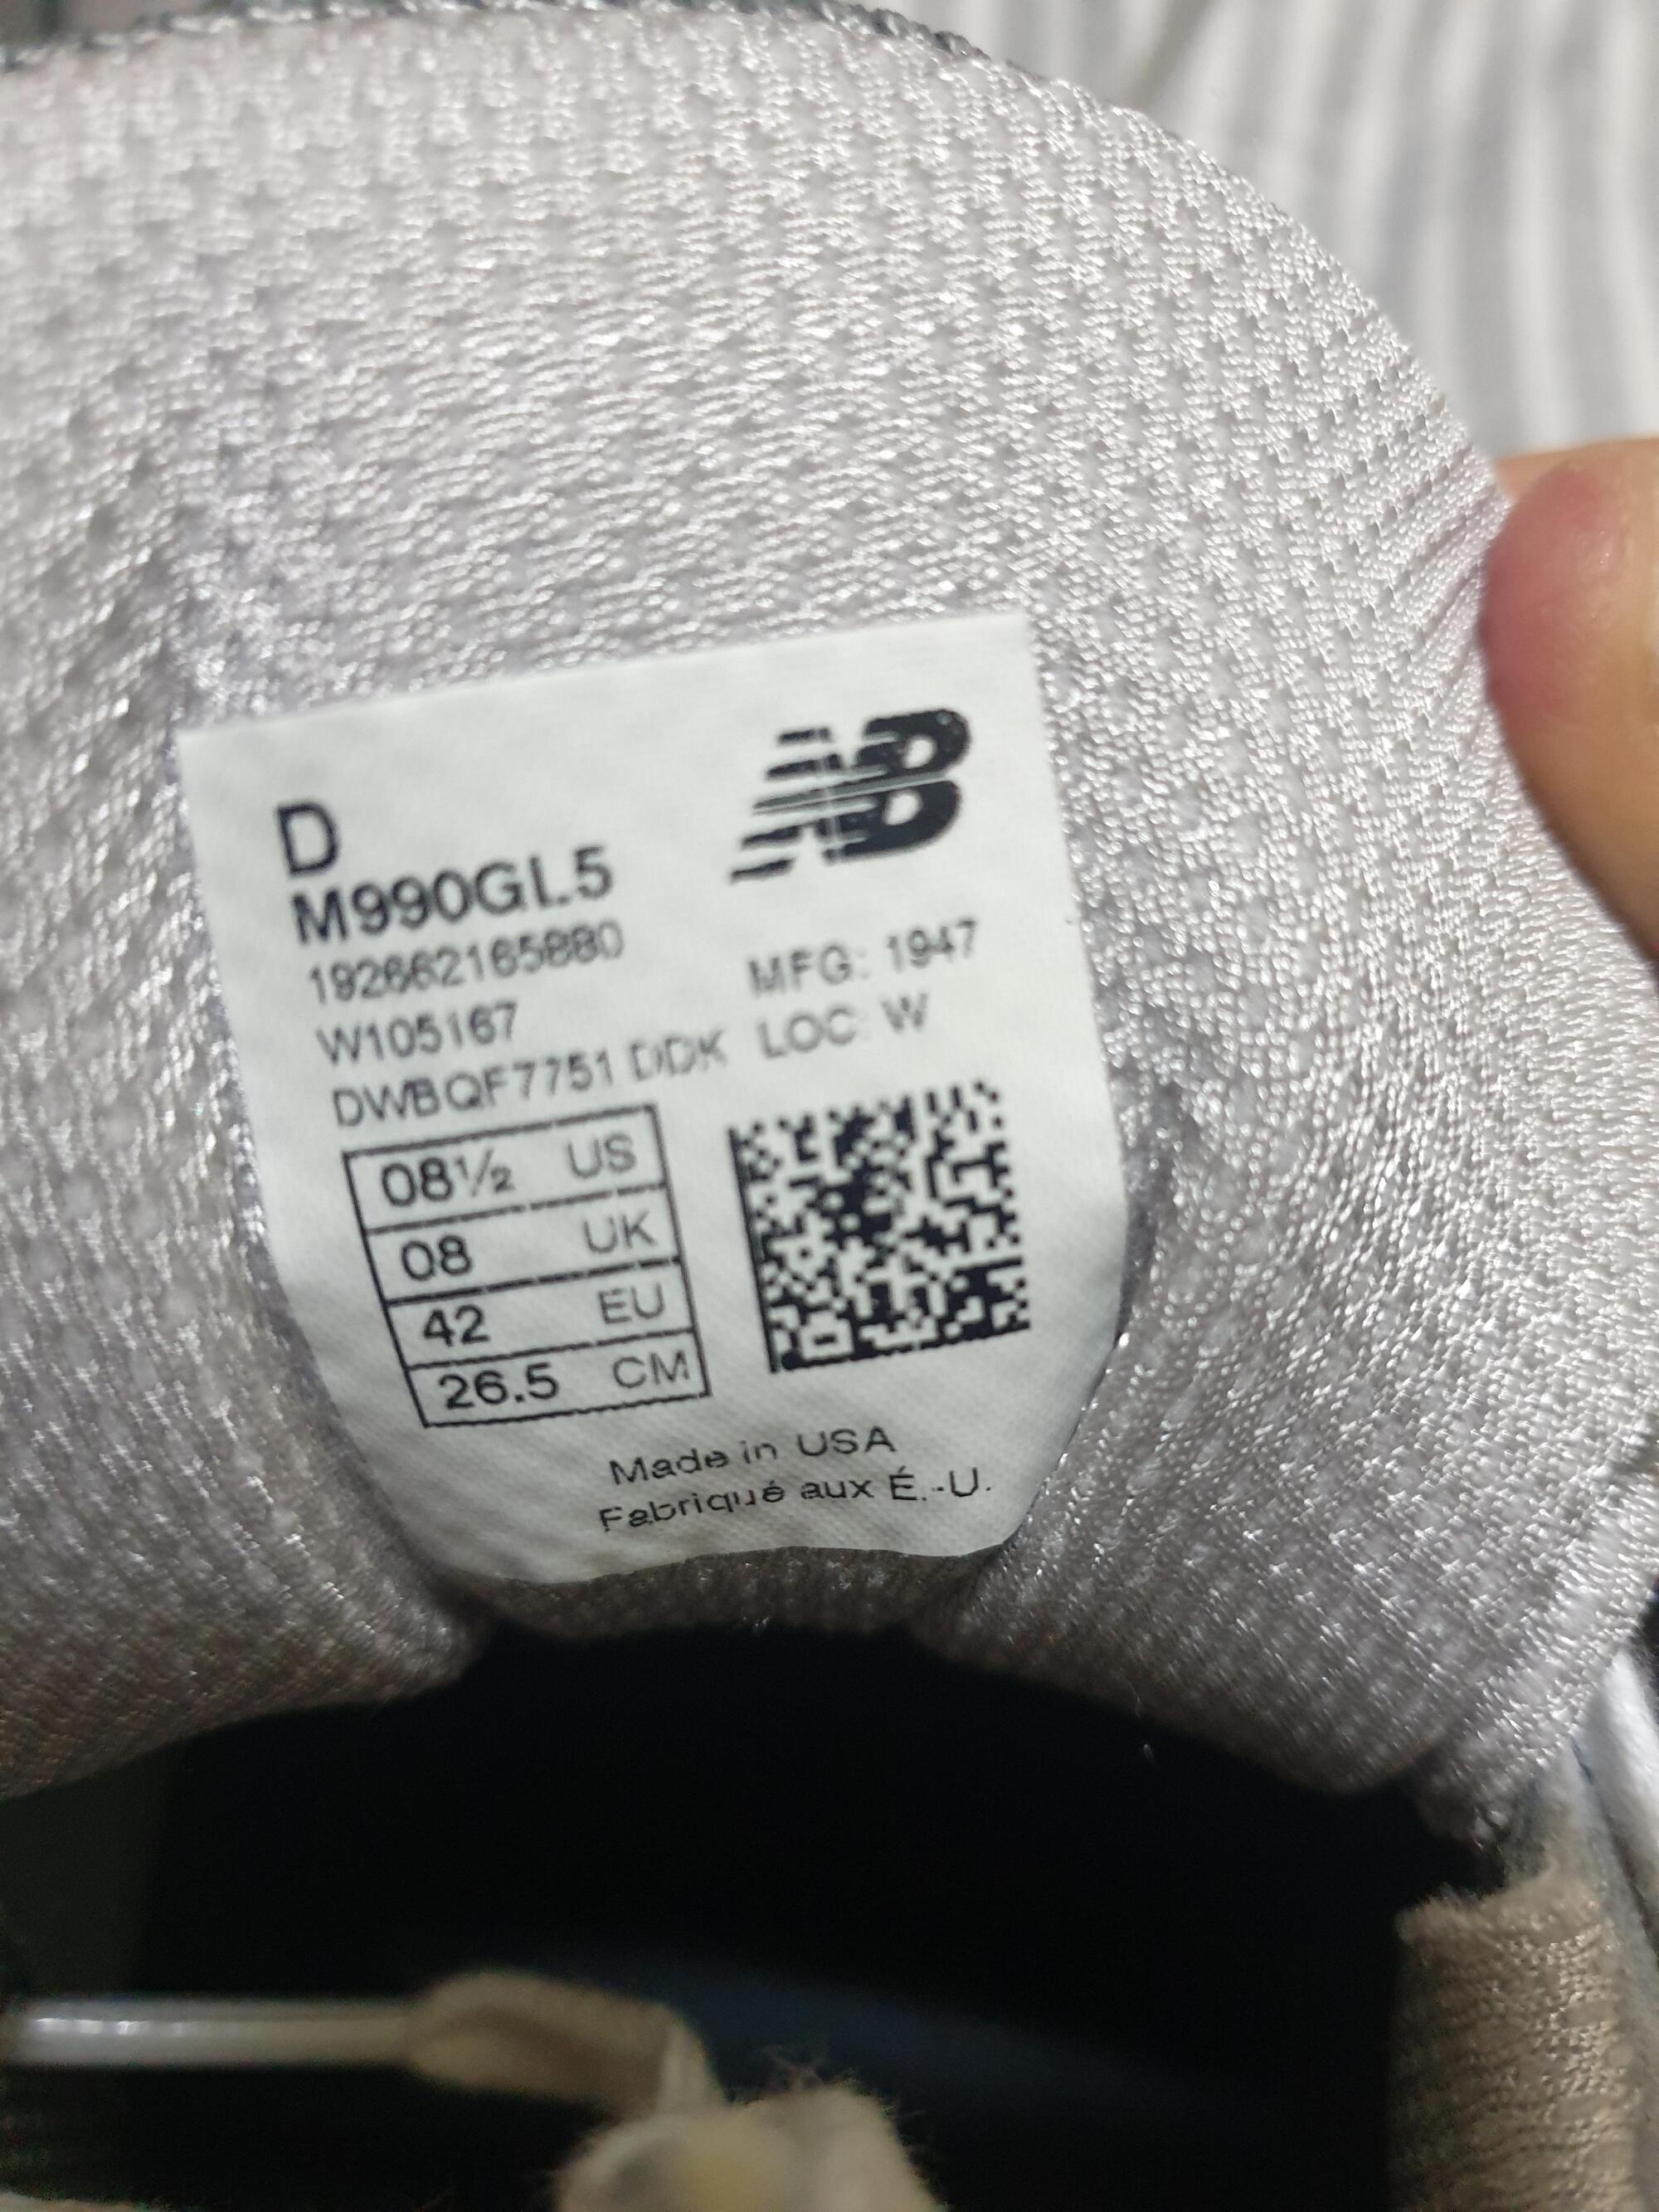 D
NB
M990GL5
192662165880
MFG: 1947
W105167
LOC: W
DWBQF7751 DDK
08½ US
08 UK
42 EU
26.5 CM
Made in USA
Fabriqué aux É.-U.